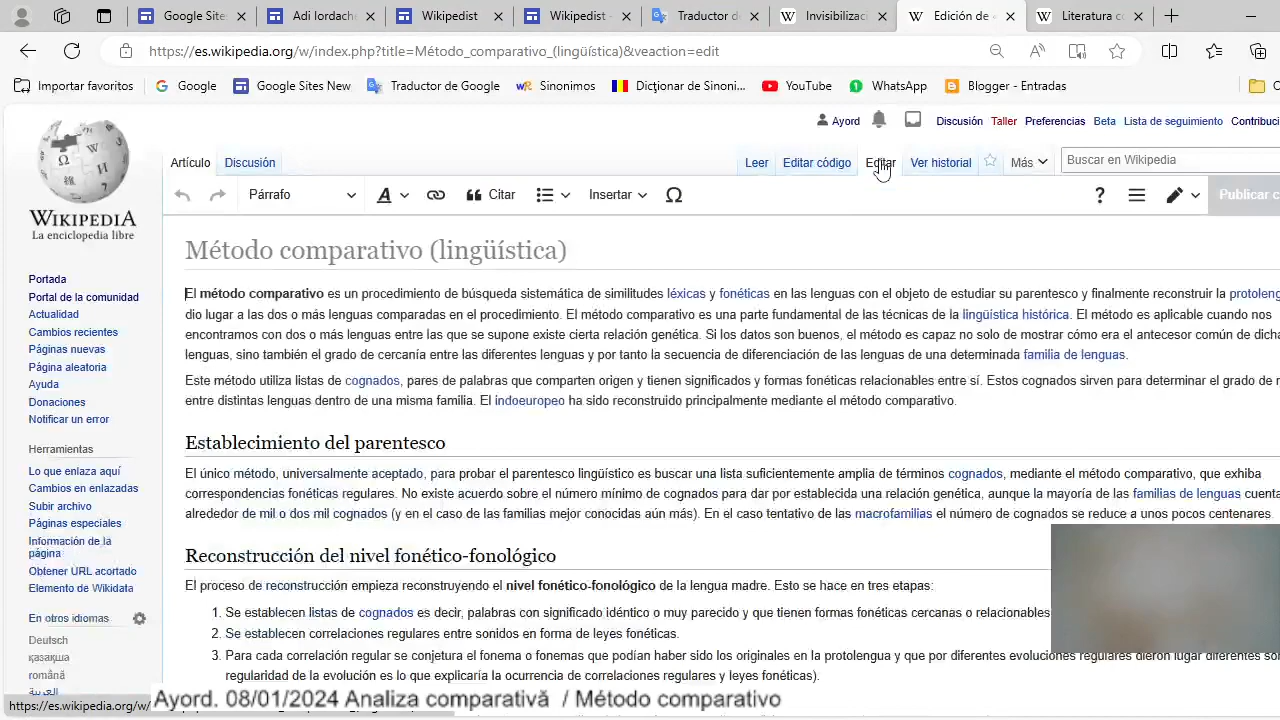 Google Site
Adi Iordach
Wikipedist
Wikipedist -
Traductor d
Invisibilizaci
Edición de
Literatura c
https://es.wikipedia.org/w/index.php?title=Método_comparativo_(lingüística)&veaction=edit
Importar favoritos
Google
Google Sites New
Traductor de Google
Sinonimos
Dicționar de Sinoni...
YouTube
WhatsApp
Blogger - Entradas
Ayord
Discusión
Taller
Preferencias
Beta
Lista de seguimiento
Contribuci
Artículo
Discusión
Leer
Editar código
Editar
Ver historial
Más
Buscar en Wikipedia
Párrafo
A
Citar
Insertar
Ω
?
Publicar c
WIKIPEDIA
La enciclopedia libre
Portada
Portal de la comunidad
Actualidad
Cambios recientes
Páginas nuevas
Página aleatoria
Ayuda
Donaciones
Notificar un error
Herramientas
Lo que enlaza aquí
Cambios en enlazadas
Subir archivo
Páginas especiales
Información de la
página
Obtener URL acortado
Elemento de Wikidata
En otros idiomas
Deutsch
қазақша
română
العربية
Método comparativo (lingüística)
El método comparativo es un procedimiento de búsqueda sistemática de similitudes léxicas y fonéticas en las lenguas con el objeto de estudiar su parentesco y finalmente reconstruir la protoleng
dio lugar a las dos o más lenguas comparadas en el procedimiento. El método comparativo es una parte fundamental de las técnicas de la lingüística histórica. El método es aplicable cuando nos
encontramos con dos o más lenguas entre las que se supone existe cierta relación genética. Si los datos son buenos, el método es capaz no solo de mostrar cómo era el antecesor común de dicha
lenguas, sino también el grado de cercanía entre las diferentes lenguas y por tanto la secuencia de diferenciación de las lenguas de una determinada familia de lenguas.
Este método utiliza listas de cognados, pares de palabras que comparten origen y tienen significados y formas fonéticas relacionables entre sí. Estos cognados sirven para determinar el grado de r
entre distintas lenguas dentro de una misma familia. El indoeuropeo ha sido reconstruido principalmente mediante el método comparativo.
Establecimiento del parentesco
El único método, universalmente aceptado, para probar el parentesco lingüístico es buscar una lista suficientemente amplia de términos cognados, mediante el método comparativo, que exhiba
correspondencias fonéticas regulares. No existe acuerdo sobre el número mínimo de cognados para dar por establecida una relación genética, aunque la mayoría de las familias de lenguas cuenta
alrededor de mil o dos mil cognados (y en el caso de las familias mejor conocidas aún más). En el caso tentativo de las macrofamilias el número de cognados se reduce a unos pocos centenares.
Reconstrucción del nivel fonético-fonológico
El proceso de reconstrucción empieza reconstruyendo el nivel fonético-fonológico de la lengua madre. Esto se hace en tres etapas:
1. Se establecen listas de cognados es decir, palabras con significado idéntico o muy parecido y que tienen formas fonéticas cercanas o relacionables
2. Se establecen correlaciones regulares entre sonidos en forma de leyes fonéticas.
3. Para cada correlación regular se conjetura el fonema o fonemas que podían haber sido los originales en la protolengua y que por diferentes evoluciones regulares dieron lugar diferentes so
regularidad de la evolución es lo que explicaría la ocurrencia de correlaciones regulares y leyes fonéticas).
https://es.wikipedia.org/w/
Ayord. 08/01/2024 Analiza comparativă / Método comparativo